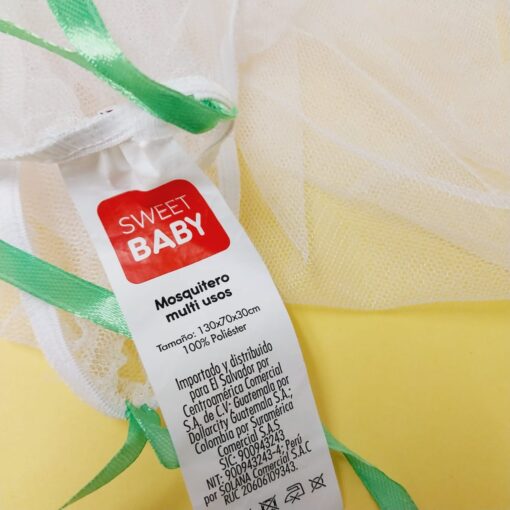 SWEET
BABY
Mosquitero
multi usos
Tamaño: 130x70x30cm
100% Poliéster
Importado y distribuido
para El Salvador por
Centroamérica Comercial
S.A. de C.V; Guatemala por
Dollarcity Guatemala S.A.;
Colombia por Suramérica
Comercial S.A.S
SIC: 900943243
NIT: 900943243-4; Perú
por SOLANA Comercial S.A.C
RUC 20606109343.